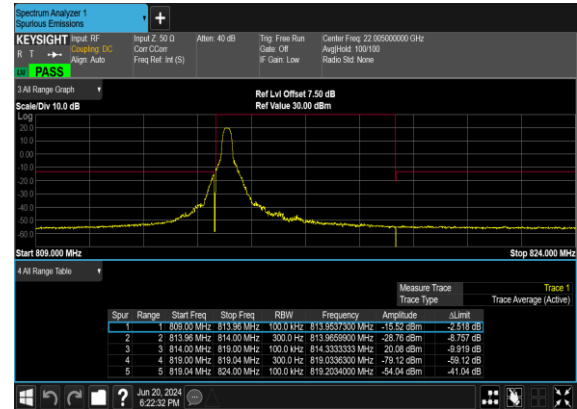 Spectrum Analyzer 1
Spurious Emissions
KEYSIGHT Input: RF Input Z: 50 Ω Atten: 40 dB Trig: Free Run Center Freq: 22.005000000 GHz
R T Coupling: DC Corr CCorr Gate: Off Avg|Hold: 100/100
Align: Auto Freq Ref: Int (S) IF Gain: Low Radio Std: None
PASS
3 All Range Graph
Ref Lvl Offset 7.50 dB
Scale/Div 10.0 dB Ref Value 30.00 dBm
Log
20.0
10.0
0.00
-10.0
-20.0
-30.0
-40.0
-50.0
-60.0
Start 809.000 MHz Stop 824.000 MHz
4 All Range Table
Measure Trace Trace 1
Trace Type Trace Average (Active)
Spur Range Start Freq Stop Freq RBW Frequency Amplitude ΔLimit
1 1 809.00 MHz 813.96 MHz 100.0 kHz 813.9537300 MHz -15.52 dBm -2.518 dB
2 2 813.96 MHz 814.00 MHz 300.0 Hz 813.9659900 MHz -28.76 dBm -8.757 dB
3 3 814.00 MHz 819.00 MHz 100.0 kHz 814.3333333 MHz 20.08 dBm -9.919 dB
4 4 819.00 MHz 819.04 MHz 300.0 Hz 819.0336300 MHz -79.12 dBm -59.12 dB
5 5 819.04 MHz 824.00 MHz 100.0 kHz 819.2034000 MHz -54.04 dBm -41.04 dB
Jun 20, 2024
6:22:32 PM